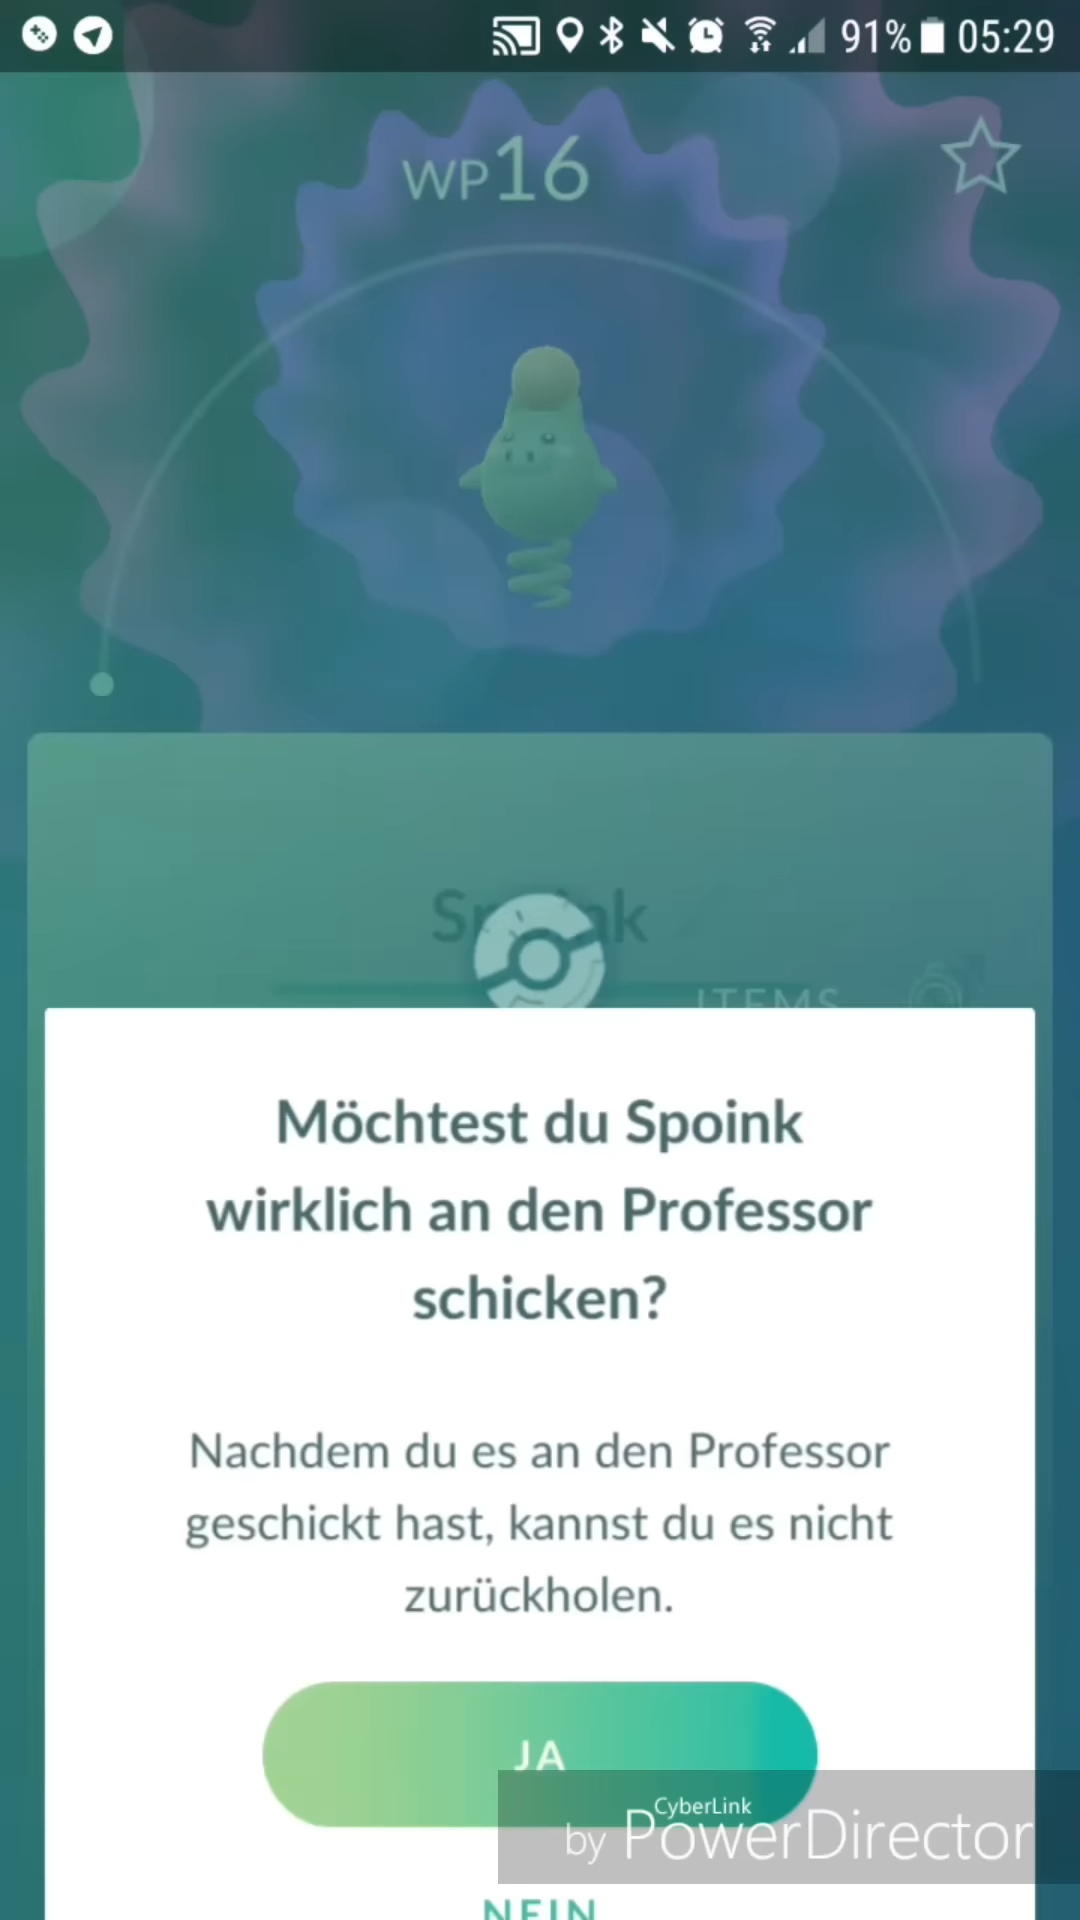 91% 05:29
WP16
ITEMS
Möchtest du Spoink
wirklich an den Professor
schicken?
Nachdem du es an den Professor
geschickt hast, kannst du es nicht
zurückholen.
JA
CyberLink
by PowerDirector
NEIN